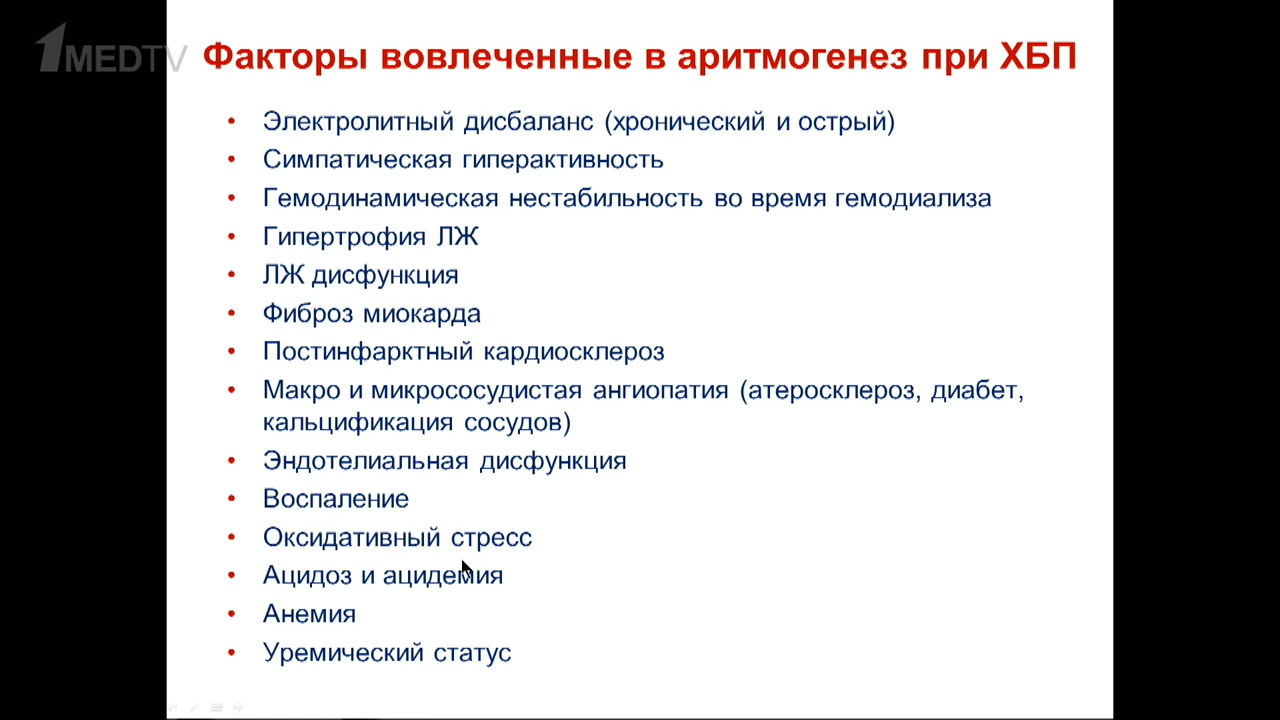 1MEDTV
Факторы вовлеченные в аритмогенез при ХБП
• Электролитный дисбаланс (хронический и острый)
• Симпатическая гиперактивность
• Гемодинамическая нестабильность во время гемодиализа
• Гипертрофия ЛЖ
• ЛЖ дисфункция
• Фиброз миокарда
• Постинфарктный кардиосклероз
• Макро и микрососудистая ангиопатия (атеросклероз, диабет,
кальцификация сосудов)
• Эндотелиальная дисфункция
• Воспаление
• Оксидативный стресс
• Ацидоз и ацидемия
• Анемия
• Уремический статус